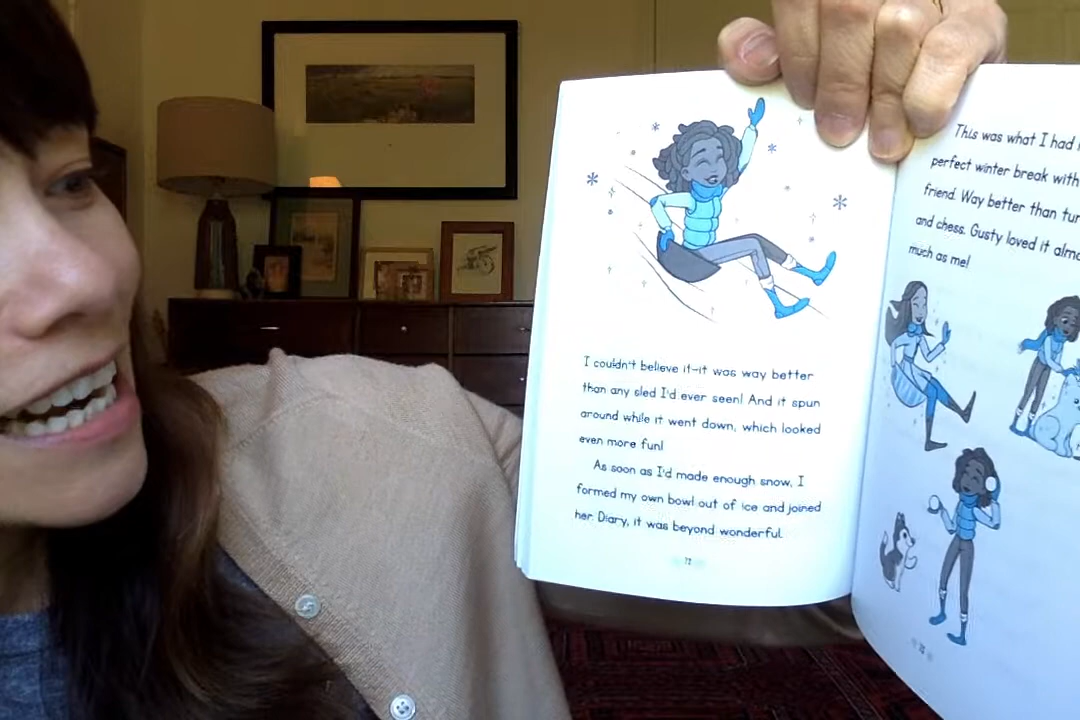 I couldn't believe it–it was way better
than any sled I'd ever seen! And it spun
around while it went down, which looked
even more fun!
As soon as I'd made enough snow, I
formed my own bowl out of ice and joined
her. Diary, it was beyond wonderful.
This was what I had
perfect winter break with
friend. Way better than
and chess. Gusty loved it
much as me!